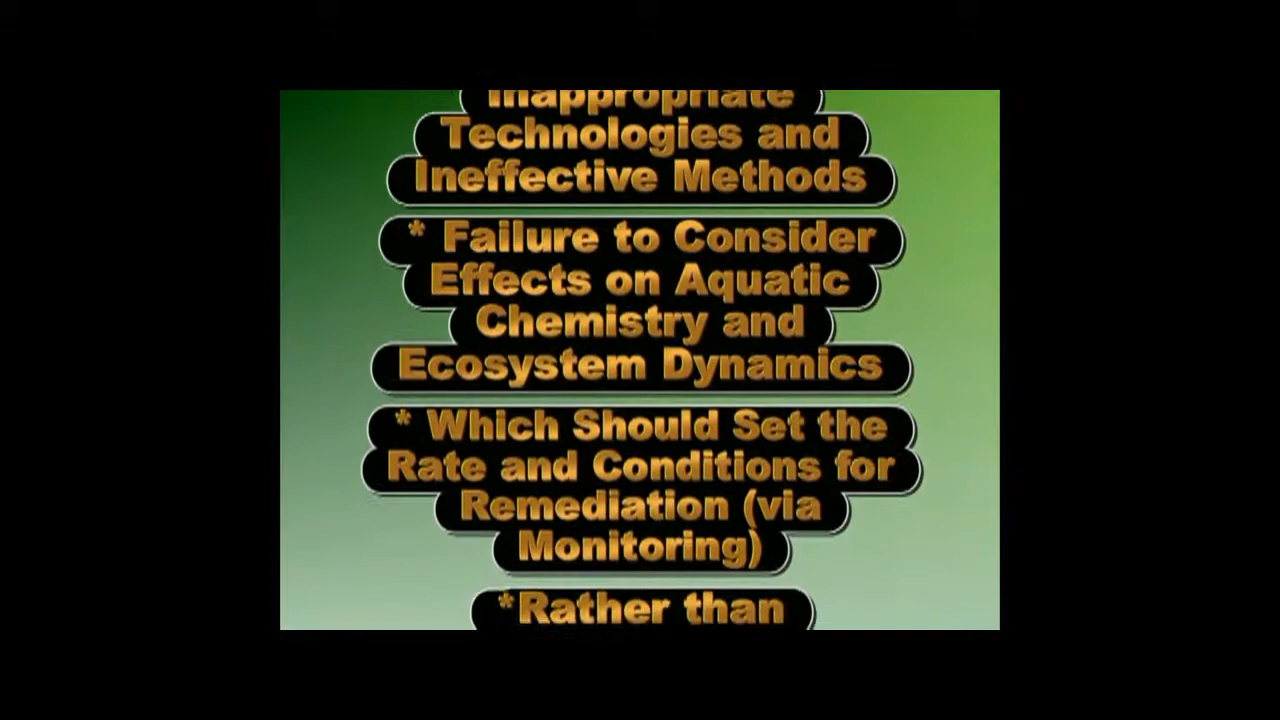 Inappropriate
Technologies and
Ineffective Methods
* Failure to Consider
Effects on Aquatic
Chemistry and
Ecosystem Dynamics
* Which Should Set the
Rate and Conditions for
Remediation (via
Monitoring)
*Rather than